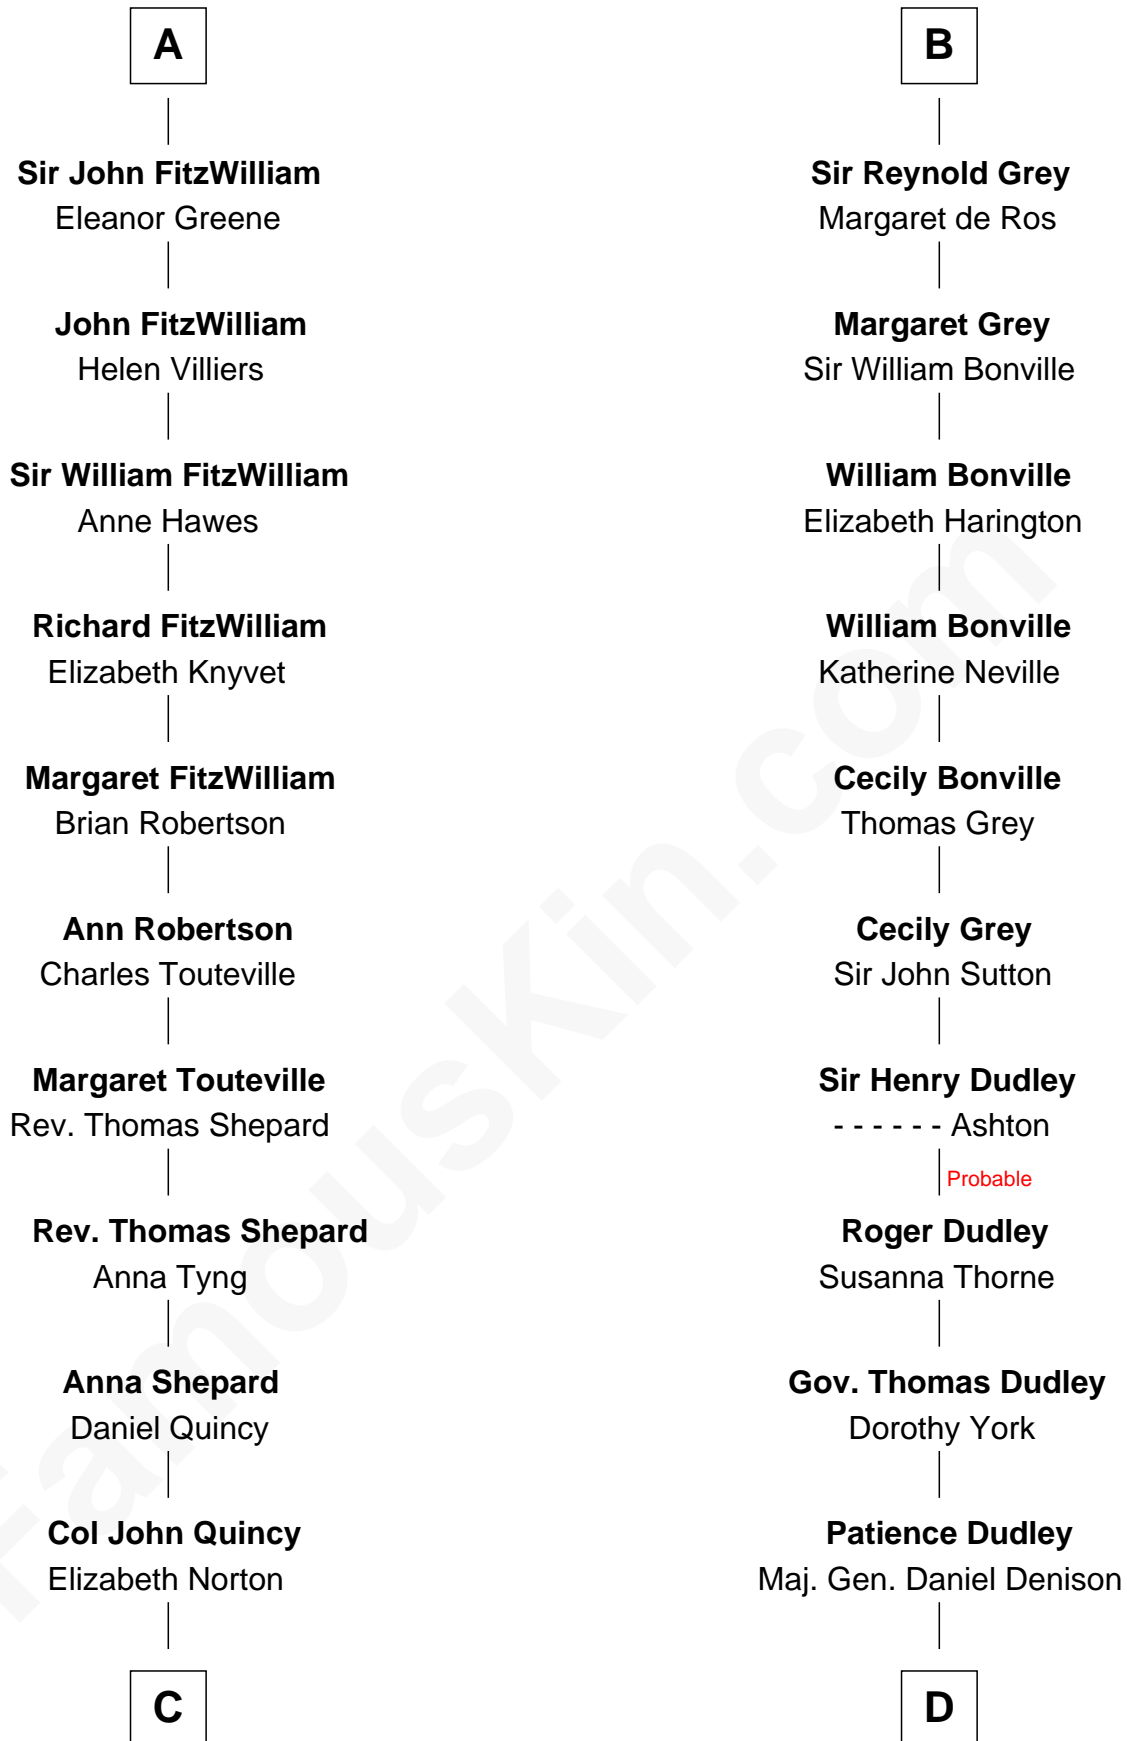 A
Sir John FitzWilliam
Eleanor Greene
John FitzWilliam
Helen Villiers
Sir William FitzWilliam
Anne Hawes
Richard FitzWilliam
Elizabeth Knyvet
Margaret FitzWilliam
Brian Robertson
Ann Robertson
Charles Touteville
Margaret Touteville
Rev. Thomas Shepard
Rev. Thomas Shepard
Anna Tyng
Anna Shepard
Daniel Quincy
Col John Quincy
Elizabeth Norton
C
B
Sir Reynold Grey
Margaret de Ros
Margaret Grey
Sir William Bonville
William Bonville
Elizabeth Harington
William Bonville
Katherine Neville
Cecily Bonville
Thomas Grey
Cecily Grey
Sir John Sutton
Sir Henry Dudley
- - - - - - Ashton
Probable
Roger Dudley
Susanna Thorne
Gov. Thomas Dudley
Dorothy York
Patience Dudley
Maj. Gen. Daniel Denison
D
FamousKin.com